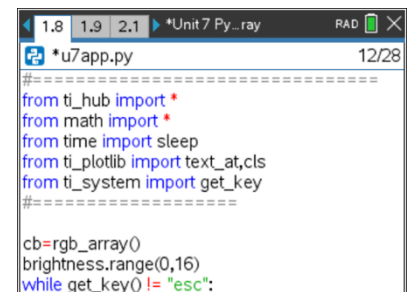 1.8 1.9 2.1 *Unit 7 Py...ray RAD
*u7app.py 12/28
#================================
from ti_hub import *
from math import *
from time import sleep
from ti_plotlib import text_at,cls
from ti_system import get_key
#===================
cb=rgb_array()
brightness.range(0,16)
while get_key() != "esc":